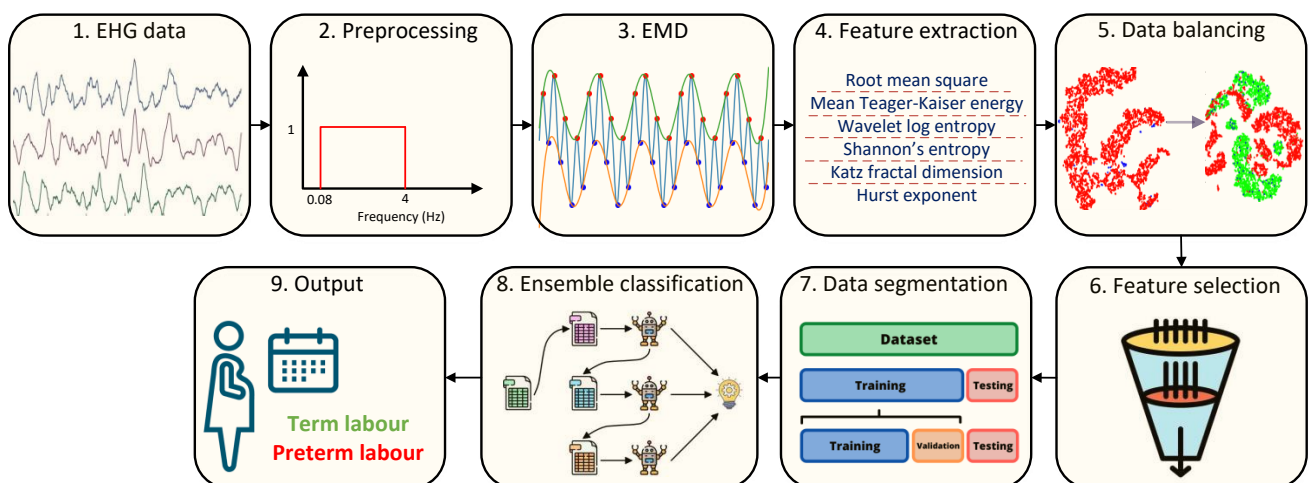 1. EHG data
2. Preprocessing
1
0.08
4
Frequency (Hz)
3. EMD
4. Feature extraction
Root mean square
Mean Teager-Kaiser energy
Wavelet log entropy
Shannon's entropy
Katz fractal dimension
Hurst exponent
5. Data balancing
6. Feature selection
7. Data segmentation
Dataset
Training
Testing
Training
Validation
Testing
8. Ensemble classification
9. Output
Term labour
Preterm labour